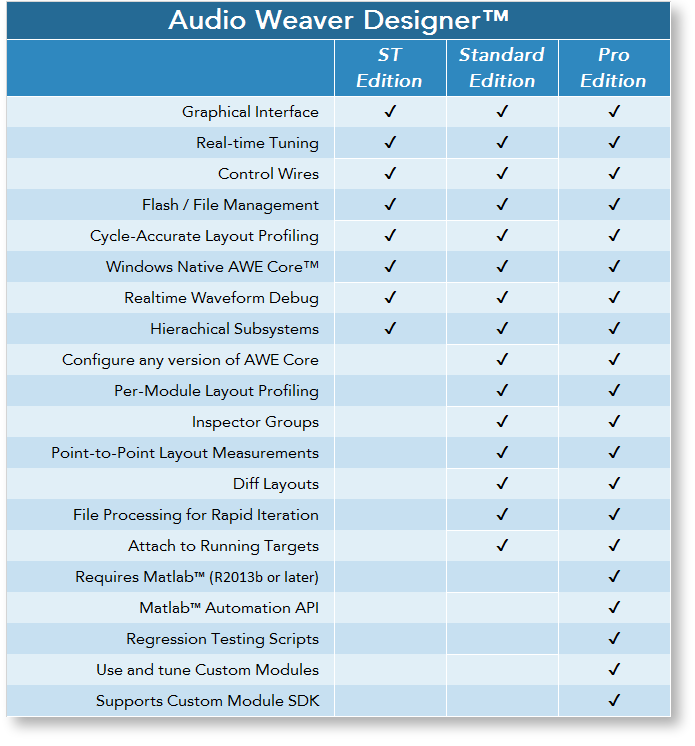 Audio Weaver Designer™
ST Edition Standard Edition Pro Edition
Graphical Interface ✓ ✓ ✓
Real-time Tuning ✓ ✓ ✓
Control Wires ✓ ✓ ✓
Flash / File Management ✓ ✓ ✓
Cycle-Accurate Layout Profiling ✓ ✓ ✓
Windows Native AWE Core™ ✓ ✓ ✓
Realtime Waveform Debug ✓ ✓ ✓
Hierachical Subsystems ✓ ✓ ✓
Configure any version of AWE Core ✓ ✓
Per-Module Layout Profiling ✓ ✓
Inspector Groups ✓ ✓
Point-to-Point Layout Measurements ✓ ✓
Diff Layouts ✓ ✓
File Processing for Rapid Iteration ✓ ✓
Attach to Running Targets ✓ ✓
Requires Matlab™ (R2013b or later) ✓
Matlab™ Automation API ✓
Regression Testing Scripts ✓
Use and tune Custom Modules ✓
Supports Custom Module SDK ✓